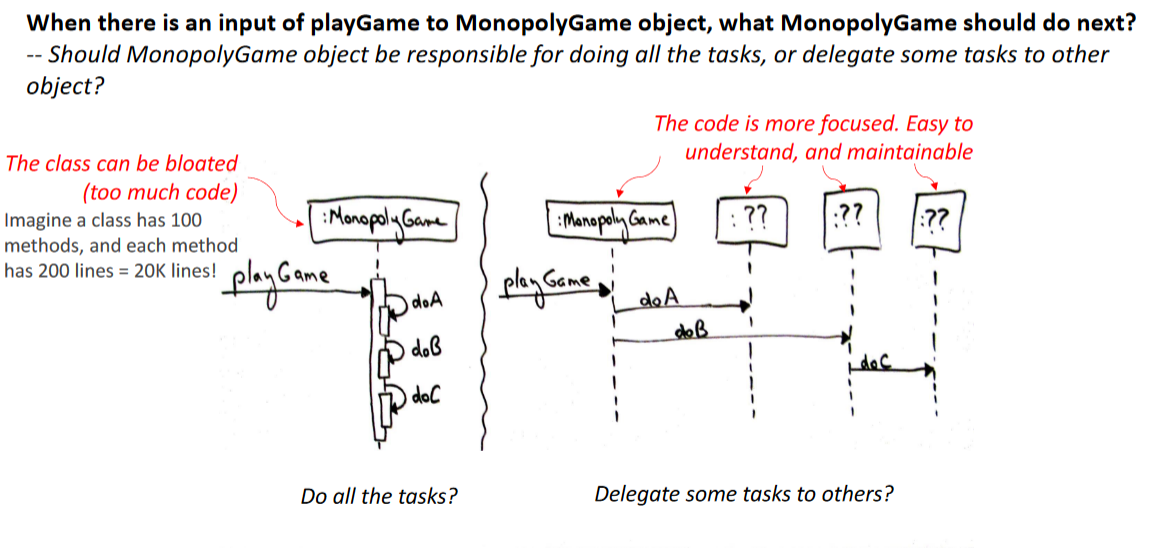 When there is an input of playGame to MonopolyGame object, what MonopolyGame should do next?
-- Should MonopolyGame object be responsible for doing all the tasks, or delegate some tasks to other
object?
The code is more focused. Easy to
understand, and maintainable
The class can be bloated
(too much code)
Imagine a class has 100
methods, and each method
has 200 lines = 20K lines!
:MonopolyGame
playGame
doA
doB
doC
:MonopolyGame
: ??
:??
:??
playGame
doA
doB
doC
Do all the tasks?
Delegate some tasks to others?